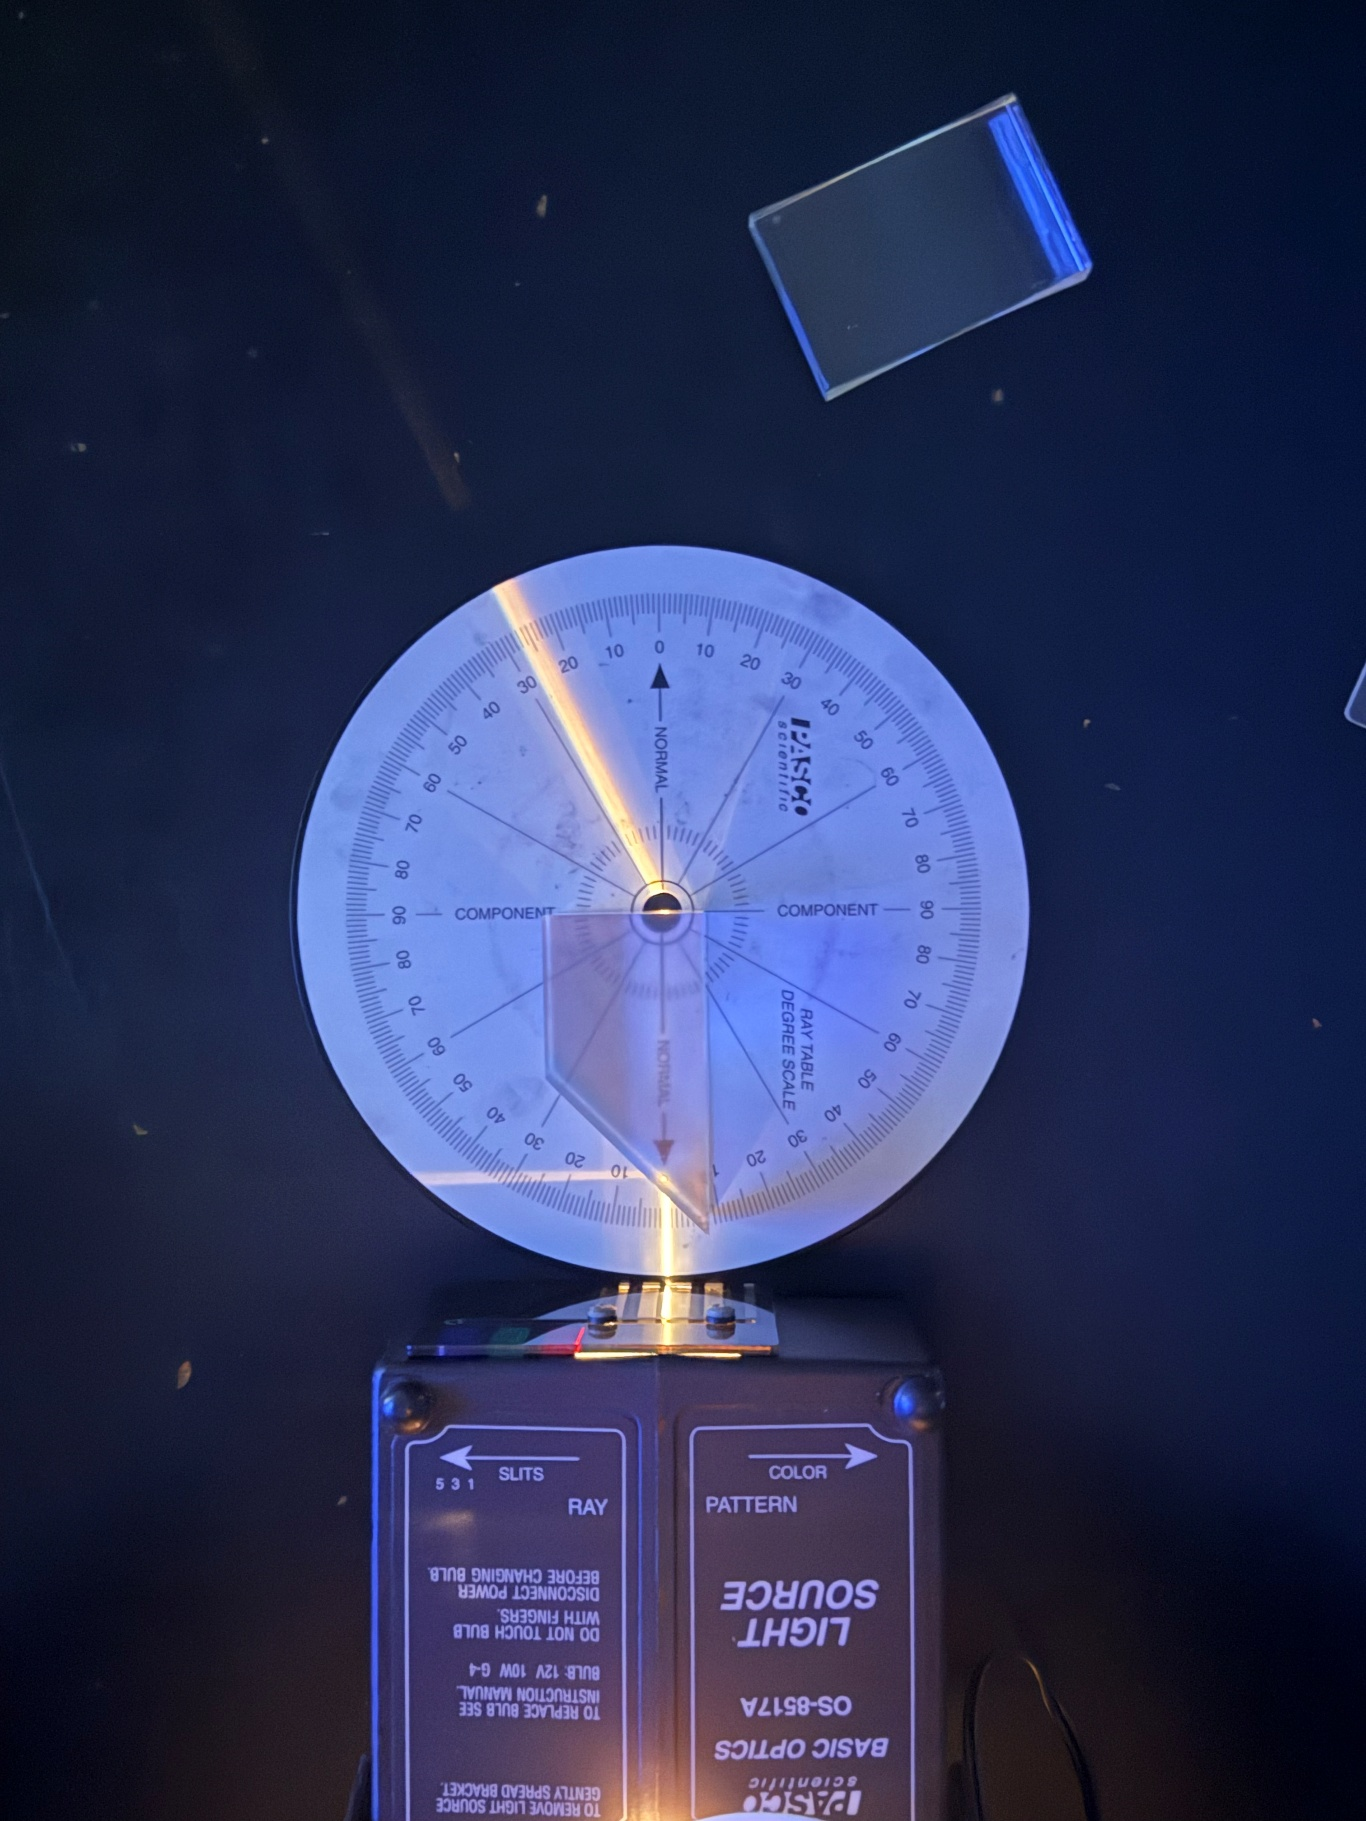 0
10
10
20
20
30
30
40
40
50
50
60
60
70
70
80
80
90
90
NORMAL
PASCO
scientific
COMPONENT
COMPONENT
80
80
70
70
60
60
50
50
40
40
30
30
20
20
10
1
NORMAL
RAY TABLE
DEGREE SCALE
SLITS
5 3 1
RAY
COLOR
PATTERN
TO REMOVE LIGHT SOURCE
GENTLY SPREAD BRACKET.
TO REPLACE BULB SEE
INSTRUCTION MANUAL.
BULB: 12V 10W G-4
DO NOT TOUCH BULB
WITH FINGERS.
DISCONNECT POWER
BEFORE CHANGING BULB.
PASCO
scientific
BASIC OPTICS
OS-8517A
LIGHT
SOURCE